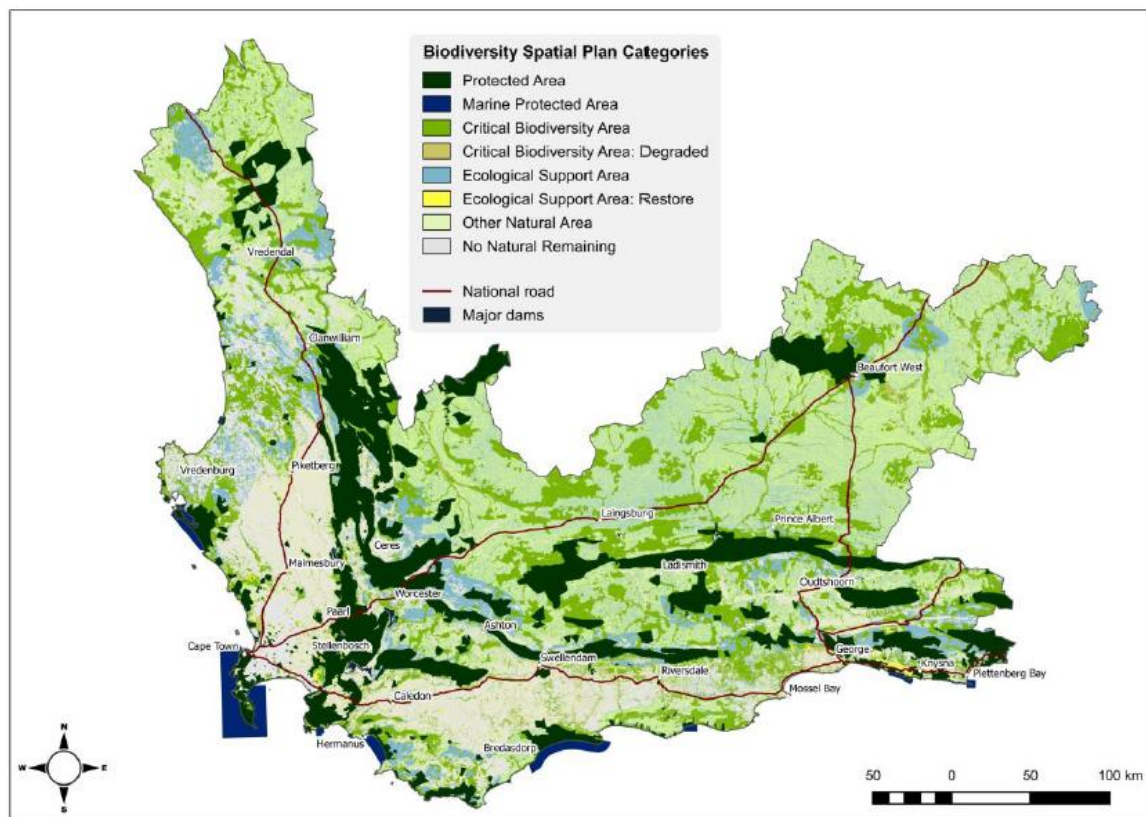 Biodiversity Spatial Plan Categories
Protected Area
Marine Protected Area
Critical Biodiversity Area
Critical Biodiversity Area: Degraded
Ecological Support Area
Ecological Support Area: Restore
Other Natural Area
No Natural Remaining
National road
Major dams
Vredendal
Clanwilliam
Beaufort West
Vredenburg
Piketberg
Laingsburg
Prince Albert
Ceres
Malmesbury
Ladismith
Oudtshoorn
Worcester
Paarl
Ashton
Cape Town
Stellenbosch
George
Swellendam
Knysna
Riversdale
Plettenberg Bay
Caledon
Mossel Bay
Hermanus
Bredasdorp
N
W E
S
50 0 50 100 km